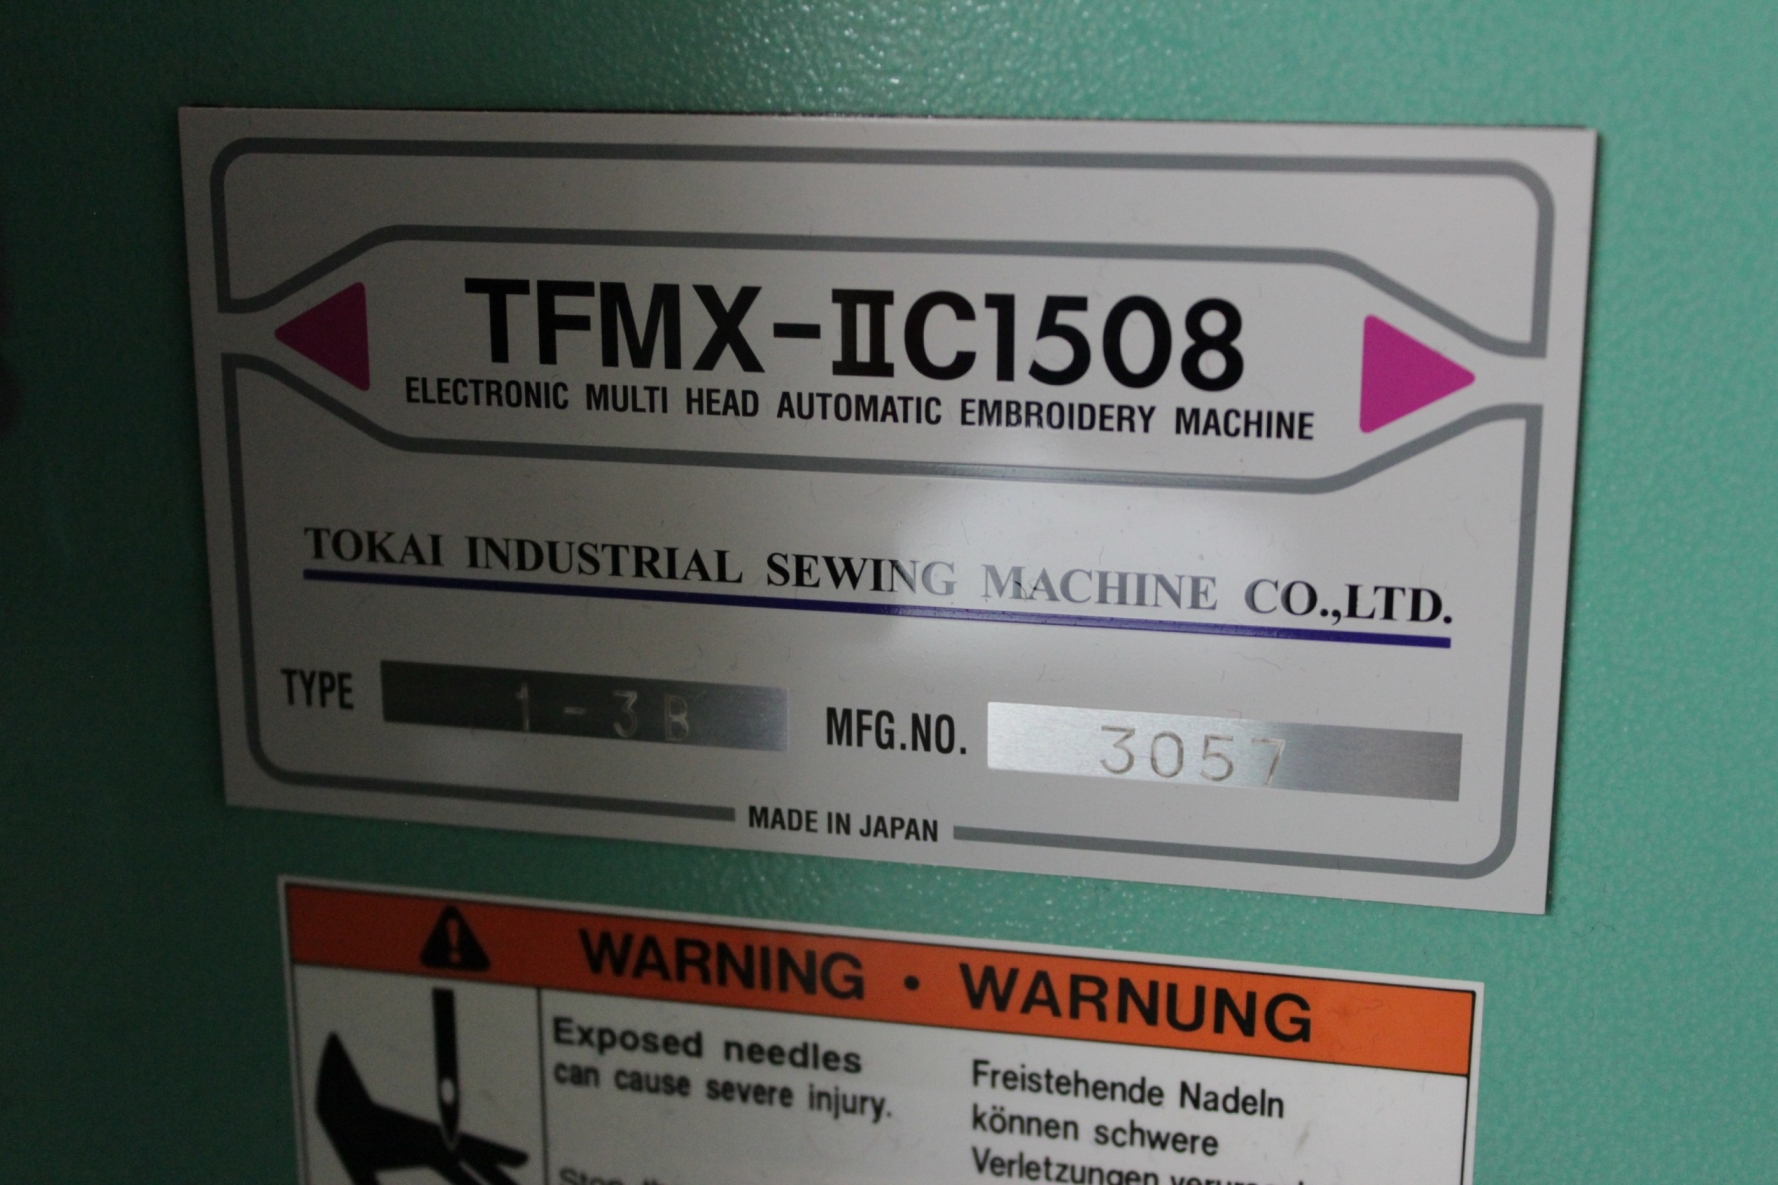 TFMX-IIC1508
ELECTRONIC MULTI HEAD AUTOMATIC EMBROIDERY MACHINE
TOKAI INDUSTRIAL SEWING MACHINE CO.,LTD.
TYPE 1-3B MFG.NO. 3057
MADE IN JAPAN
WARNING · WARNUNG
Exposed needles
can cause severe injury.
Freistehende Nadeln
können schwere
Verletzungen